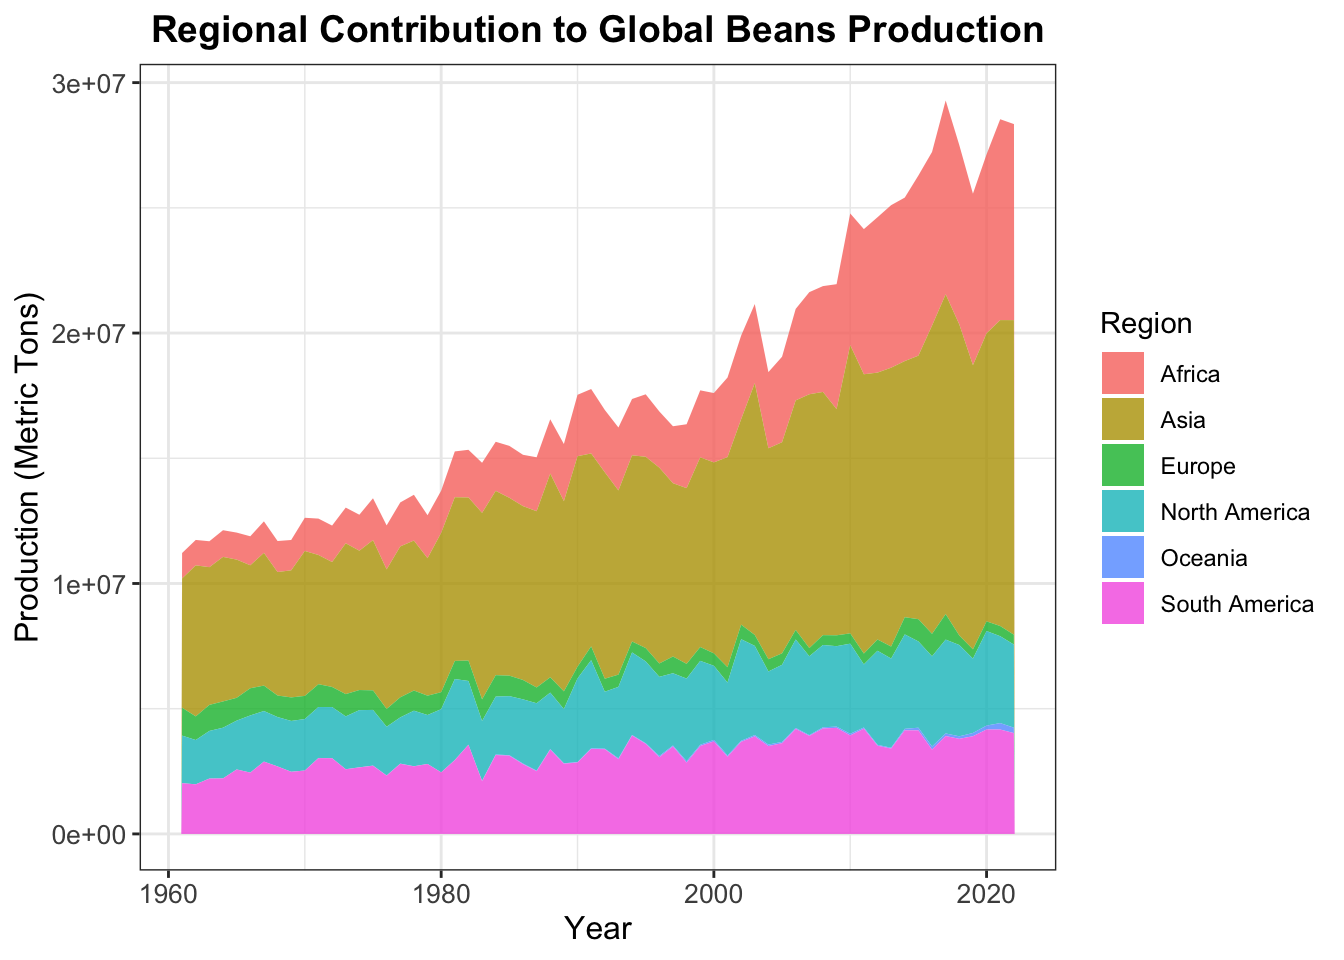 Regional Contribution to Global Beans Production
3e+07
2e+07
1e+07
0e+00
Production (Metric Tons)
1960
1980
2000
2020
Year
Region
Africa
Asia
Europe
North America
Oceania
South America